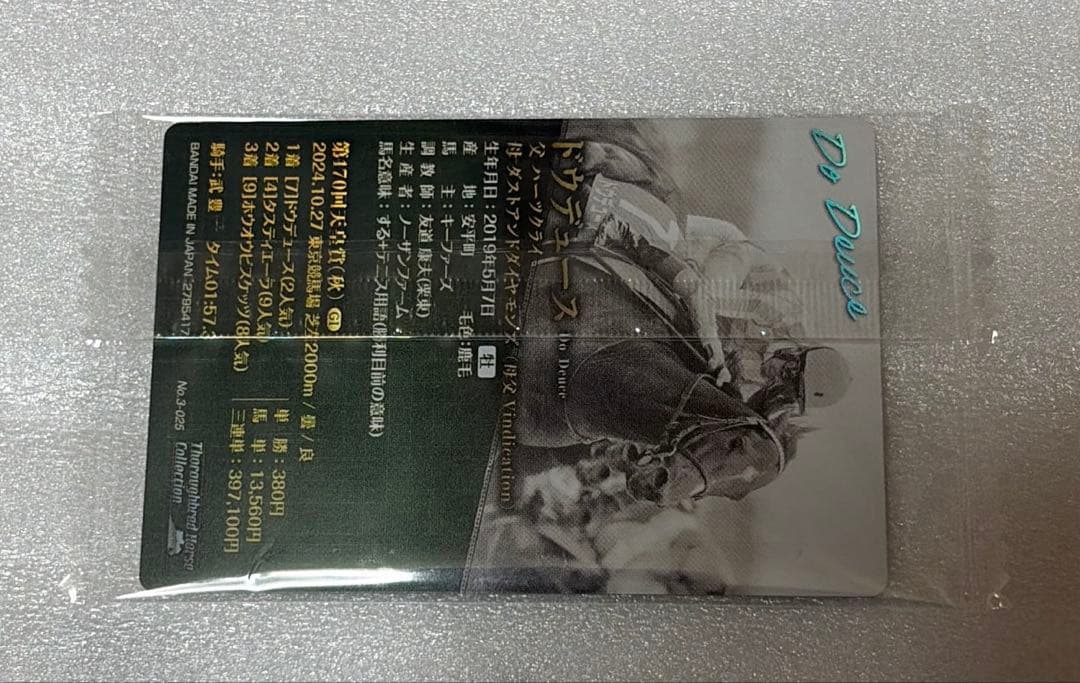 Do Deuce
ドウデュース Do Deuce
父:ハーツクライ
母:ダストアンドダイヤモンズ (母父 Vindication)
生年月日:2019年5月7日 牡
産地:安平町 毛色:鹿毛
馬主:キーファーズ
調教師:友道 康夫(栗東)
生産者:ノーザンファーム
馬名意味:する+テニス用語(勝利目前の意味)
第170回 天皇賞(秋) GI
2024.10.27 東京競馬場 芝2000m / 曇 / 良
1着 [7]ドウデュース(2人気)
2着 [4]タスティエーラ(9人気)
3着 [9]ホウオウビスケッツ(8人気)
単勝:380円
馬単:13,560円
三連単:397,100円
騎手:武 豊 タイム01:57.3
BANDAI MADE IN JAPAN 2795417
No.3-025
Thoroughbred Horse
Collection